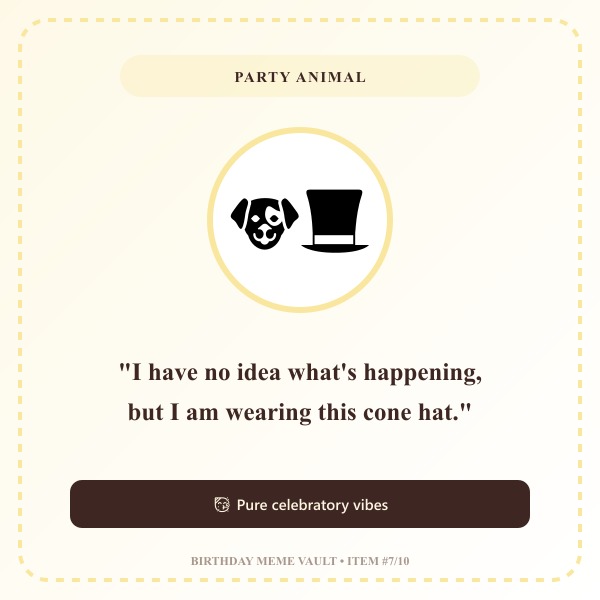 PARTY ANIMAL
"I have no idea what's happening,
but I am wearing this cone hat."
Pure celebratory vibes
BIRTHDAY MEME VAULT • ITEM #7/10